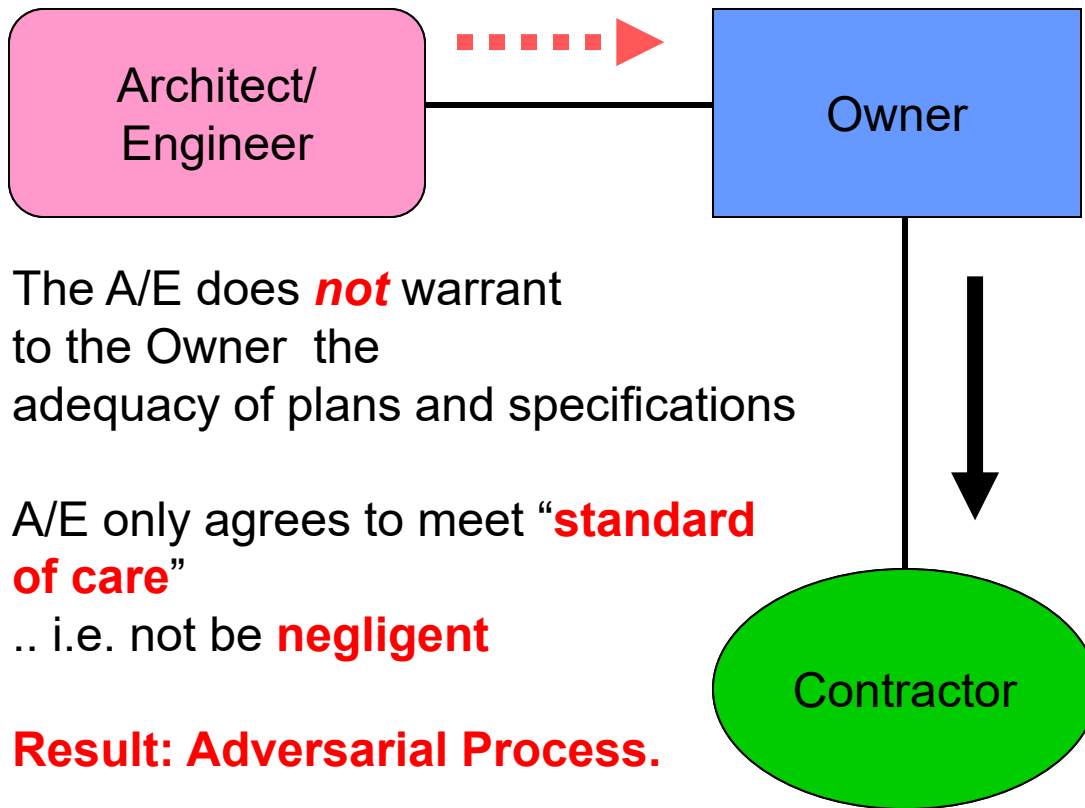 Architect/
Engineer
Owner
The A/E does not warrant
to the Owner  the
adequacy of plans and specifications
A/E only agrees to meet “standard
of care”
.. i.e. not be negligent
Contractor
Result: Adversarial Process.